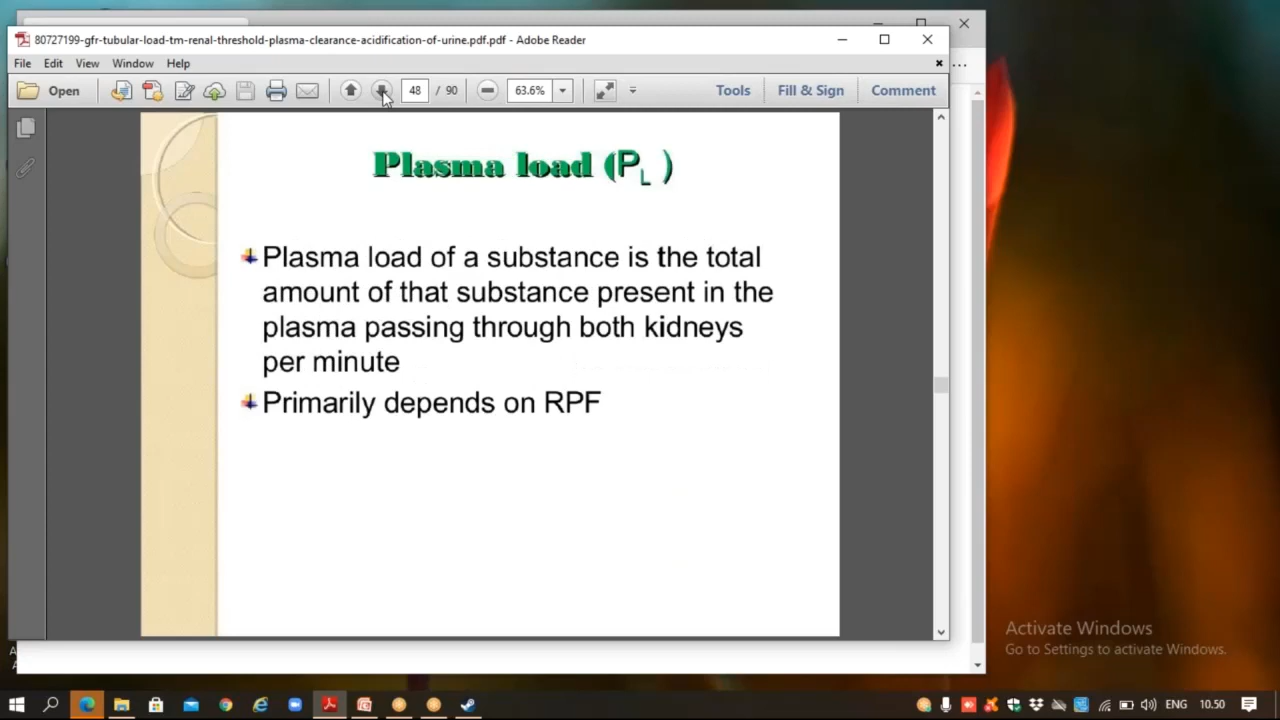 80727199-gfr-tubular-load-tm-renal-threshold-plasma-clearance-acidification-of-urine.pdf.pdf - Adobe Reader
File Edit View Window Help
Open 48 / 90 63.6% Tools Fill & Sign Comment
Plasma load (PL )
Plasma load of a substance is the total
amount of that substance present in the
plasma passing through both kidneys
per minute
Primarily depends on RPF
Activate Windows
Go to Settings to activate Windows.
ENG 10.50